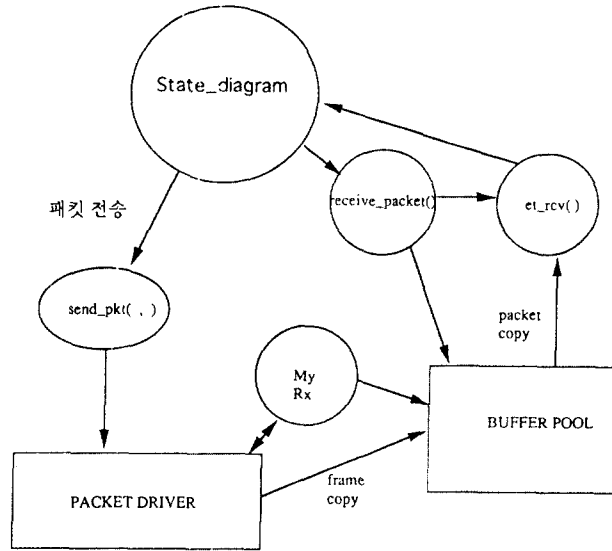 State_diagram
패킷 전송
receive_packet()
et_rcv( )
send_pkt( , )
packet
copy
My
Rx
BUFFER POOL
PACKET DRIVER
frame
copy